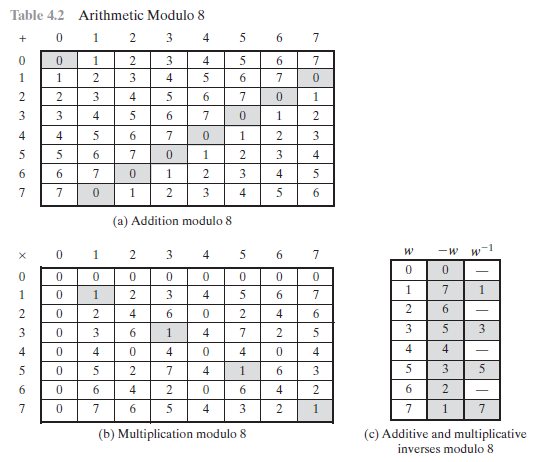 Table 4.2 Arithmetic Modulo 8
+ 0 1 2 3 4 5 6 7
0 0 1 2 3 4 5 6 7
1 1 2 3 4 5 6 7 0
2 2 3 4 5 6 7 0 1
3 3 4 5 6 7 0 1 2
4 4 5 6 7 0 1 2 3
5 5 6 7 0 1 2 3 4
6 6 7 0 1 2 3 4 5
7 7 0 1 2 3 4 5 6
(a) Addition modulo 8
× 0 1 2 3 4 5 6 7
0 0 0 0 0 0 0 0 0
1 0 1 2 3 4 5 6 7
2 0 2 4 6 0 2 4 6
3 0 3 6 1 4 7 2 5
4 0 4 0 4 0 4 0 4
5 0 5 2 7 4 1 6 3
6 0 6 4 2 0 6 4 2
7 0 7 6 5 4 3 2 1
(b) Multiplication modulo 8
w −w w⁻¹
0 0 —
1 7 1
2 6 —
3 5 3
4 4 —
5 3 5
6 2 —
7 1 7
(c) Additive and multiplicative
inverses modulo 8